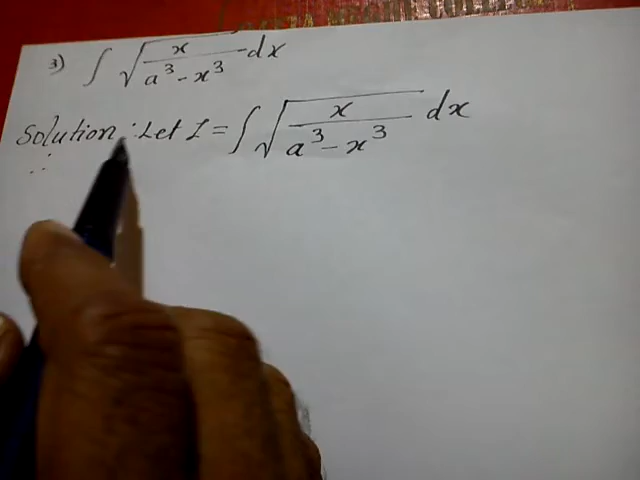 3) ∫ √(x/(a³-x³)) dx
Solution : Let I = ∫ √(x/(a³-x³)) dx
∴